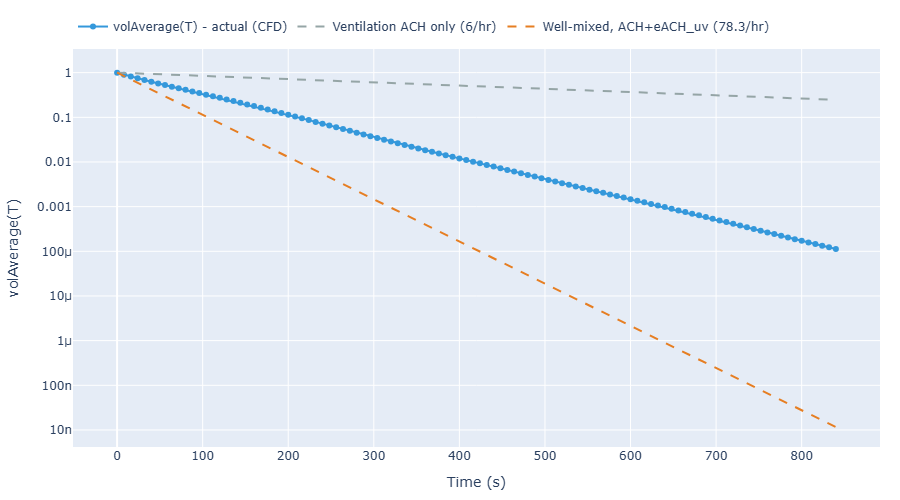 volAverage(T) - actual (CFD) Ventilation ACH only (6/hr) Well-mixed, ACH+eACH_uv (78.3/hr)
1
0.1
0.01
0.001
100μ
10μ
1μ
100n
10n
volAverage(T)
0 100 200 300 400 500 600 700 800
Time (s)